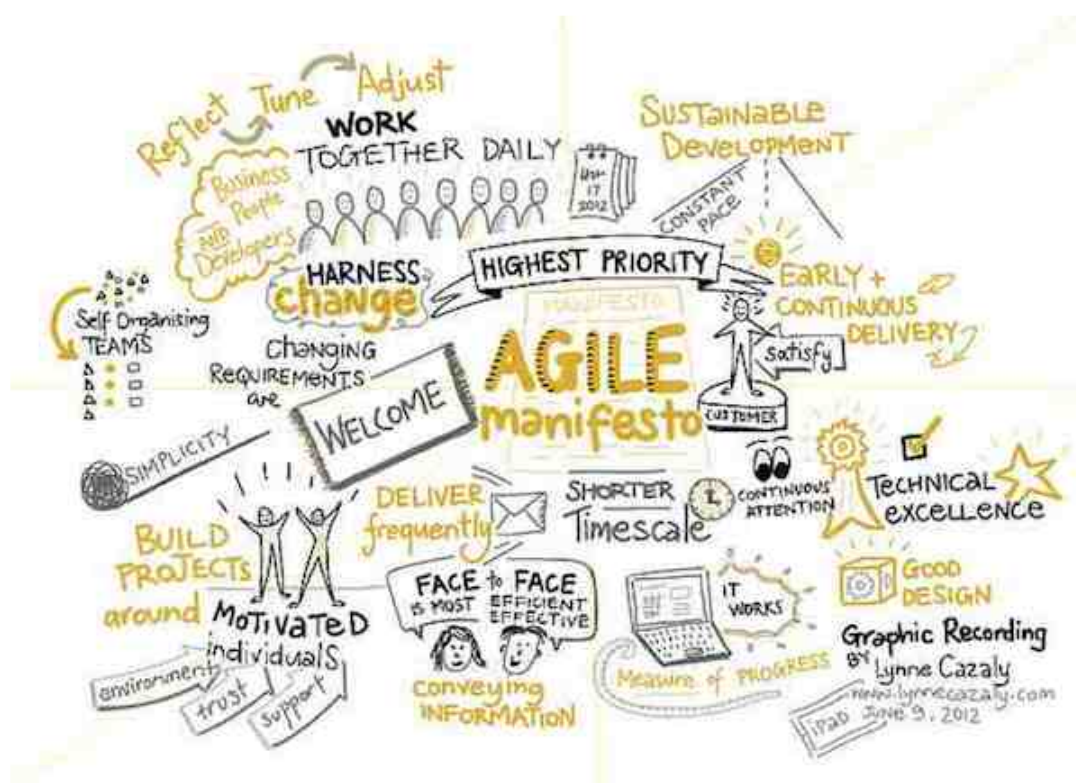 Reflect Tune Adjust
WORK
TOGETHER DAILY
Business
People
AND
Developers
17
2012
SUSTAINABLE
DEVELOPMENT
CONSTANT
PACE
HARNESS
change
HIGHEST PRIORITY
MANIFESTO
AGILE
manifesto
EARLY +
CONTINUOUS
DELIVERY
satisfy
CUSTOMER
Self Organising
TEAMS
CHANGING
REQUIREMENTS
are
WELCOME
SIMPLICITY
DELIVER
frequently
SHORTER
Timescale
CONTINUOUS
ATTENTION
TECHNICAL
EXCELLENCE
BUILD
PROJECTS
around
MOTIVATED
individuals
environment
trust
support
FACE to FACE
IS MOST EFFICIENT
EFFECTIVE
conveying
INFORMATION
IT
WORKS
Measure of PROGRESS
GOOD
DESIGN
Graphic Recording
BY Lynne Cazaly
www.lynnecazaly.com
iPad JUNE 9, 2012